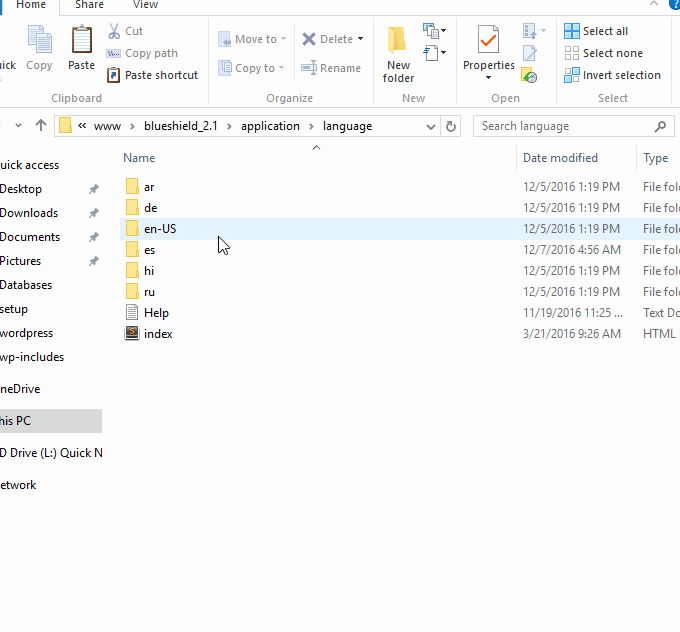 Home Share View
Cut
Copy path
Paste shortcut
Copy Paste
Clipboard
Move to Delete
Copy to Rename
Organize
New
folder
New
Properties
Open
Select all
Select none
Invert selection
Select
« www > blueshield_2.1 > application > language
Search language
Name Date modified Type
ar 12/5/2016 1:19 PM File fol
de 12/5/2016 1:19 PM File fol
en-US 12/5/2016 1:19 PM File fol
es 12/7/2016 4:56 AM File fol
hi 12/5/2016 1:19 PM File fol
ru 12/5/2016 1:19 PM File fol
Help 11/19/2016 11:25 ... Text Do
index 3/21/2016 9:26 AM HTML
uick access
Desktop
Downloads
Documents
Pictures
Databases
setup
wordpress
wp-includes
neDrive
his PC
D Drive (L:) Quick N
etwork